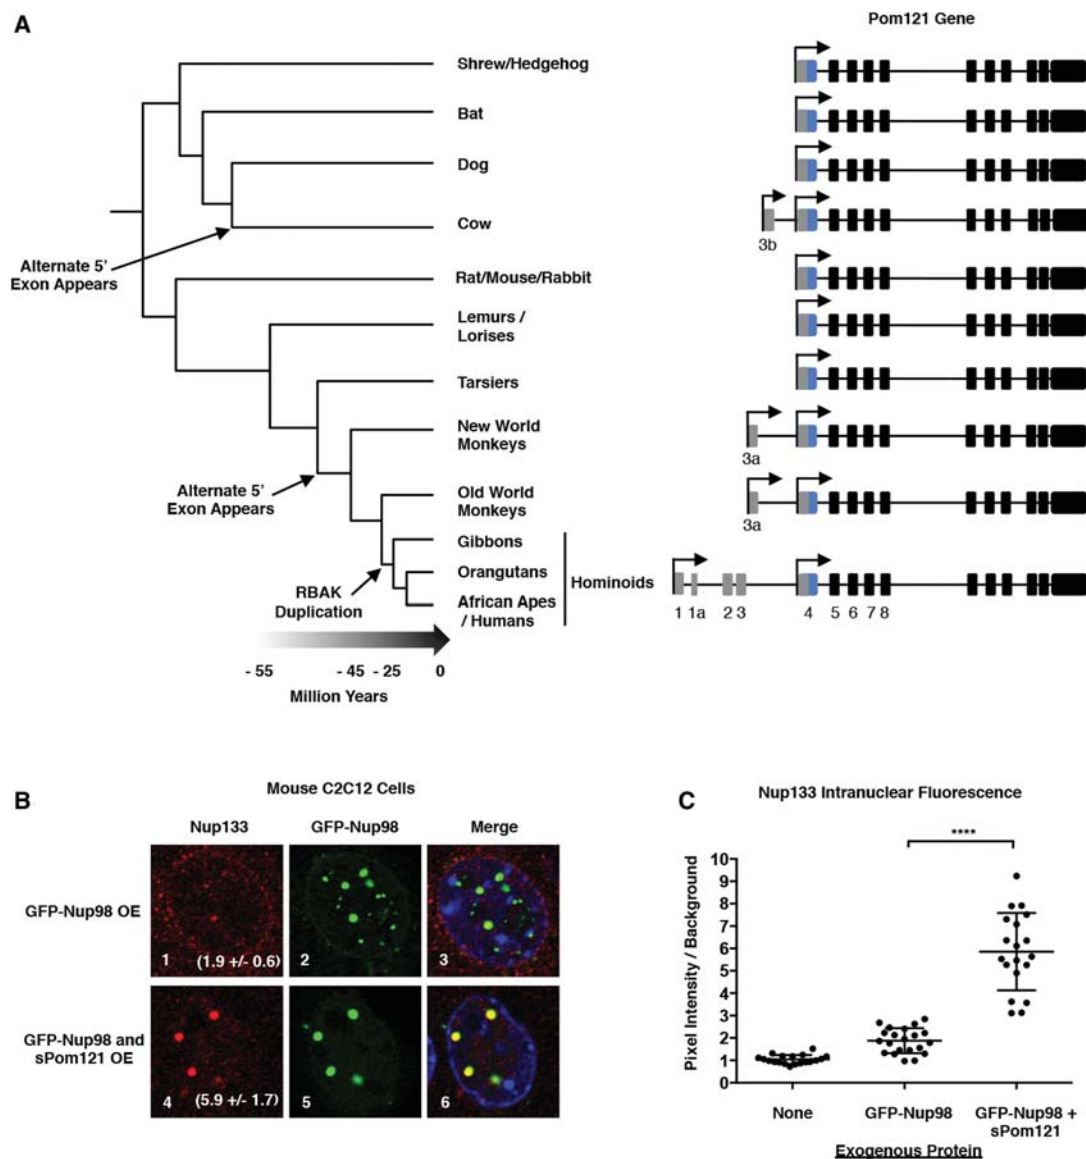 A
Pom121 Gene
Shrew/Hedgehog
Bat
Dog
Cow
3b
Alternate 5'
Exon Appears
Rat/Mouse/Rabbit
Lemurs /
Lorises
Tarsiers
New World
Monkeys
3a
Alternate 5'
Exon Appears
Old World
Monkeys
3a
Gibbons
Orangutans
African Apes
/ Humans
Hominoids
RBAK
Duplication
1 1a 2 3 4 5 6 7 8
- 55 - 45 - 25 0
Million Years
B
Mouse C2C12 Cells
Nup133 GFP-Nup98 Merge
GFP-Nup98 OE
1 (1.9 +/- 0.6) 2 3
GFP-Nup98 and
sPom121 OE
4 (5.9 +/- 1.7) 5 6
C
Nup133 Intranuclear Fluorescence
****
Pixel Intensity / Background
10
9
8
7
6
5
4
3
2
1
0
None GFP-Nup98 GFP-Nup98 +
sPom121
Exogenous Protein